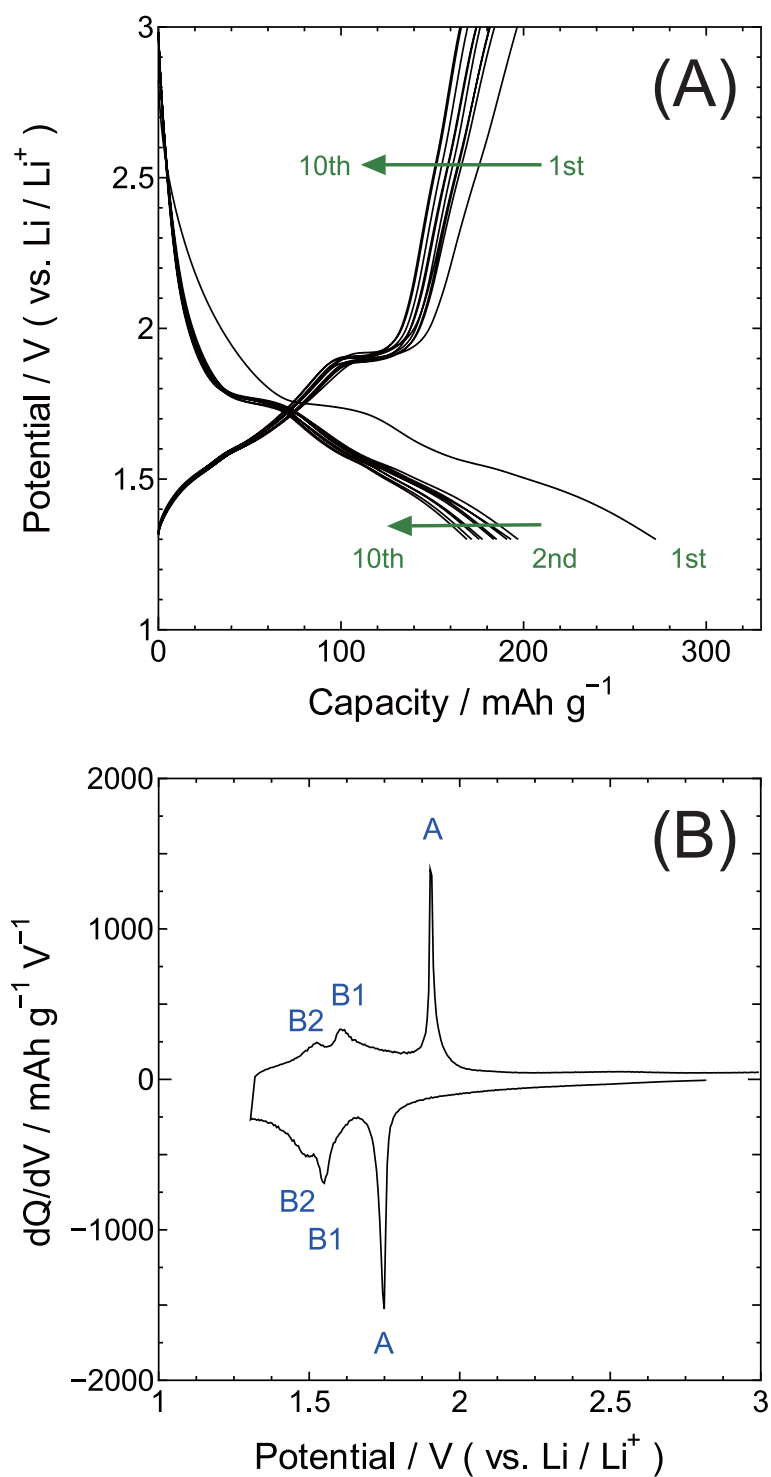 3
(A)
10th
1st
2.5
2
1.5
10th
2nd
1st
1
0
100
200
300
Potential / V ( vs. Li / Li⁺ )
Capacity / mAh g⁻¹
2000
(B)
A
1000
B1
B2
0
B2
B1
−1000
A
−2000
1
1.5
2
2.5
3
dQ/dV / mAh g⁻¹ V⁻¹
Potential / V ( vs. Li / Li⁺ )